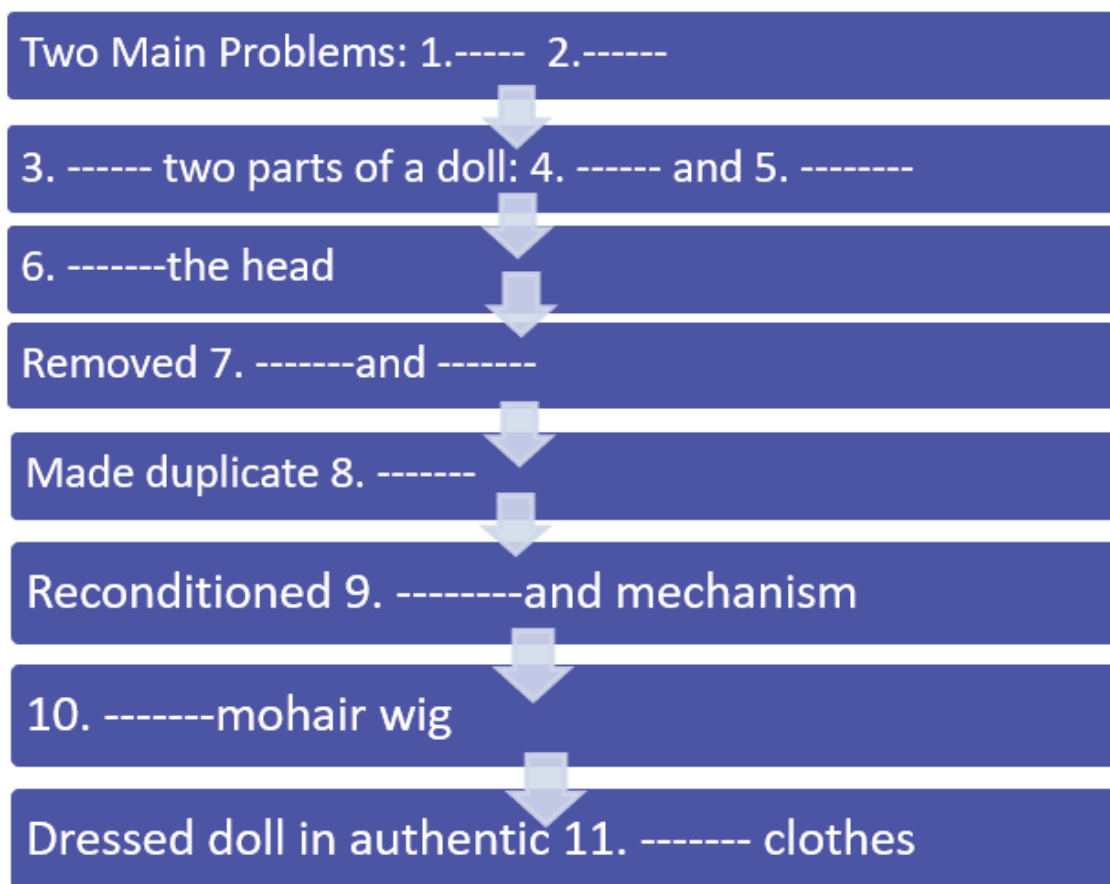 Two Main Problems: 1.----- 2.------
3. ------ two parts of a doll: 4. ------ and 5. --------
6. -------the head
Removed 7. -------and -------
Made duplicate 8. -------
Reconditioned 9. --------and mechanism
10. -------mohair wig
Dressed doll in authentic 11. ------- clothes